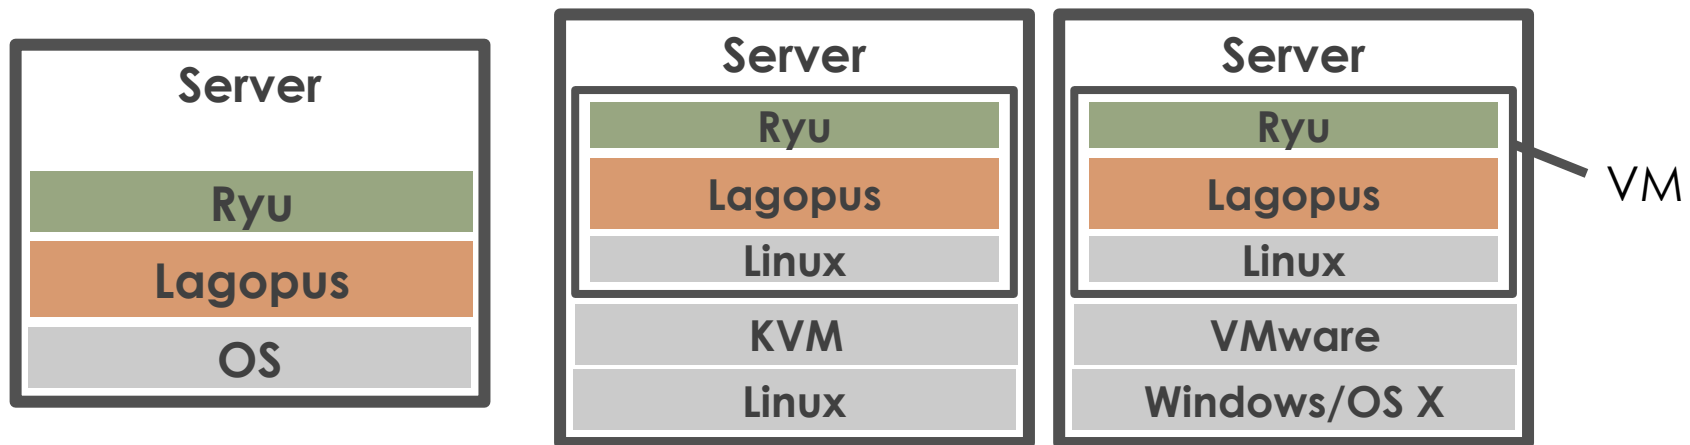 Server
Ryu
Lagopus
OS
Server
Ryu
Lagopus
Linux
KVM
Linux
Server
Ryu
Lagopus
Linux
VMware
Windows/OS X
VM